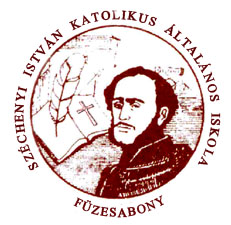 SZÉCHENYI ISTVÁN KATOLIKUS ÁLTALÁNOS ISKOLA
FÜZESABONY